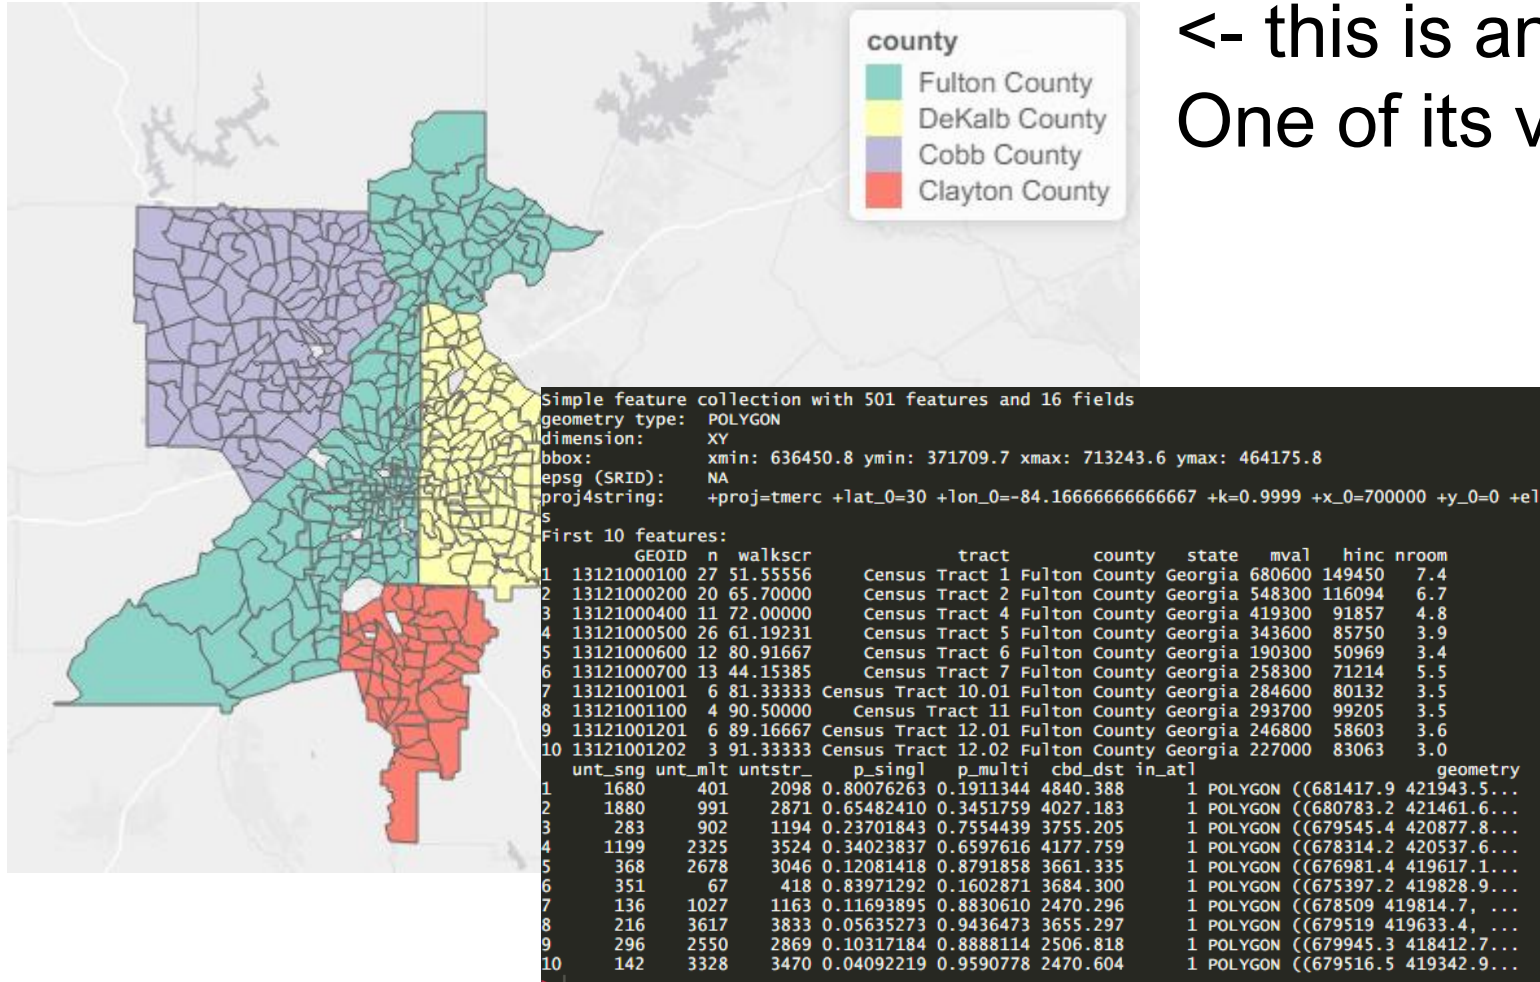 <- this is an
One of its v
county
Fulton County
DeKalb County
Cobb County
Clayton County
Simple feature collection with 501 features and 16 fields
geometry type:  POLYGON
dimension:      XY
bbox:           xmin: 636450.8 ymin: 371709.7 xmax: 713243.6 ymax: 464175.8
epsg (SRID):    NA
proj4string:    +proj=tmerc +lat_0=30 +lon_0=-84.16666666666667 +k=0.9999 +x_0=700000 +y_0=0 +el
s
First 10 features:
GEOID n walkscr tract county state mval hinc nroom
1 13121000100 27 51.55556 Census Tract 1 Fulton County Georgia 680600 149450 7.4
2 13121000200 20 65.70000 Census Tract 2 Fulton County Georgia 548300 116094 6.7
3 13121000400 11 72.00000 Census Tract 4 Fulton County Georgia 419300 91857 4.8
4 13121000500 26 61.19231 Census Tract 5 Fulton County Georgia 343600 85750 3.9
5 13121000600 12 80.91667 Census Tract 6 Fulton County Georgia 190300 50969 3.4
6 13121000700 13 44.15385 Census Tract 7 Fulton County Georgia 258300 71214 5.5
7 13121001001 6 81.33333 Census Tract 10.01 Fulton County Georgia 284600 80132 3.5
8 13121001100 4 90.50000 Census Tract 11 Fulton County Georgia 293700 99205 3.5
9 13121001201 6 89.16667 Census Tract 12.01 Fulton County Georgia 246800 58603 3.6
10 13121001202 3 91.33333 Census Tract 12.02 Fulton County Georgia 227000 83063 3.0
unt_sng unt_mlt untstr_ p_singl p_multi cbd_dst in_atl geometry
1 1680 401 2098 0.80076263 0.1911344 4840.388 1 POLYGON ((681417.9 421943.5...
2 1880 991 2871 0.65482410 0.3451759 4027.183 1 POLYGON ((680783.2 421461.6...
3 283 902 1194 0.23701843 0.7554439 3755.205 1 POLYGON ((679545.4 420877.8...
4 1199 2325 3524 0.34023837 0.6597616 4177.759 1 POLYGON ((678314.2 420537.6...
5 368 2678 3046 0.12081418 0.8791858 3661.335 1 POLYGON ((676981.4 419617.1...
6 351 67 418 0.83971292 0.1602871 3684.300 1 POLYGON ((675397.2 419828.9...
7 136 1027 1163 0.11693895 0.8830610 2470.296 1 POLYGON ((678509 419814.7, ...
8 216 3617 3833 0.05635273 0.9436473 3655.297 1 POLYGON ((679519 419633.4, ...
9 296 2550 2869 0.10317184 0.8888114 2506.818 1 POLYGON ((679945.3 418412.7...
10 142 3328 3470 0.04092219 0.9590778 2470.604 1 POLYGON ((679516.5 419342.9...